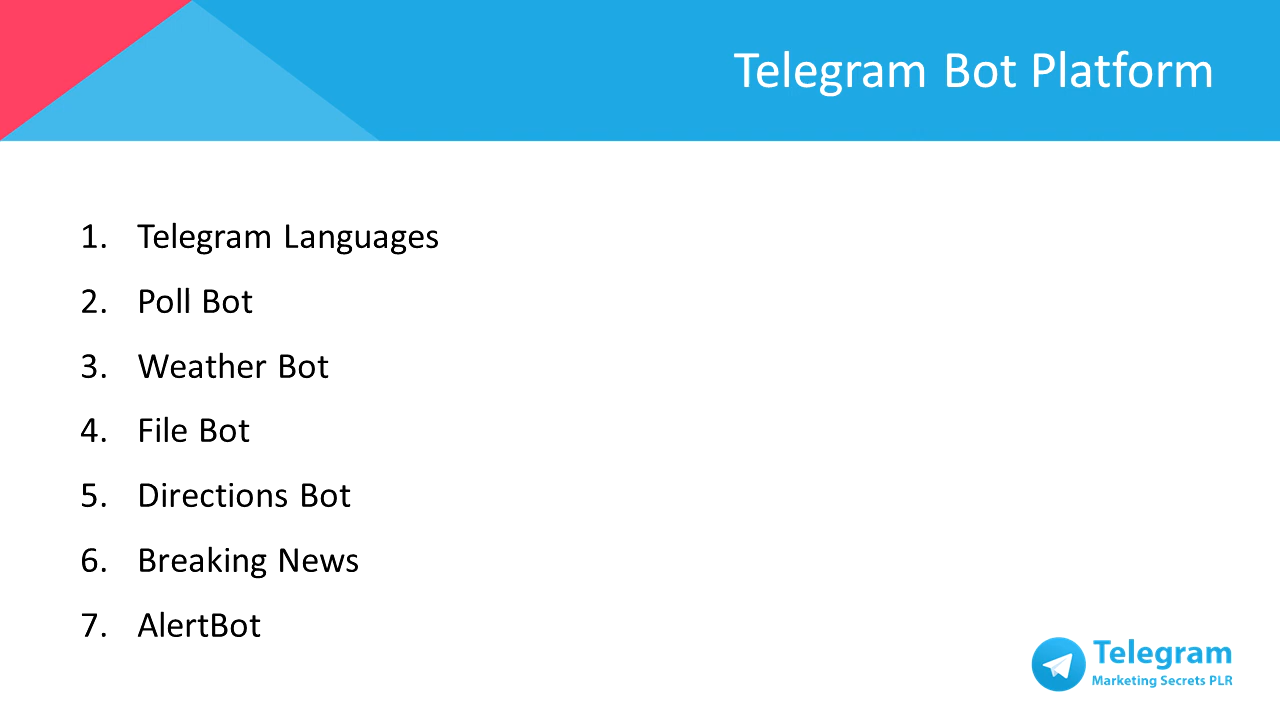 Telegram Bot Platform
1. Telegram Languages
2. Poll Bot
3. Weather Bot
4. File Bot
5. Directions Bot
6. Breaking News
7. AlertBot
Telegram
Marketing Secrets PLR